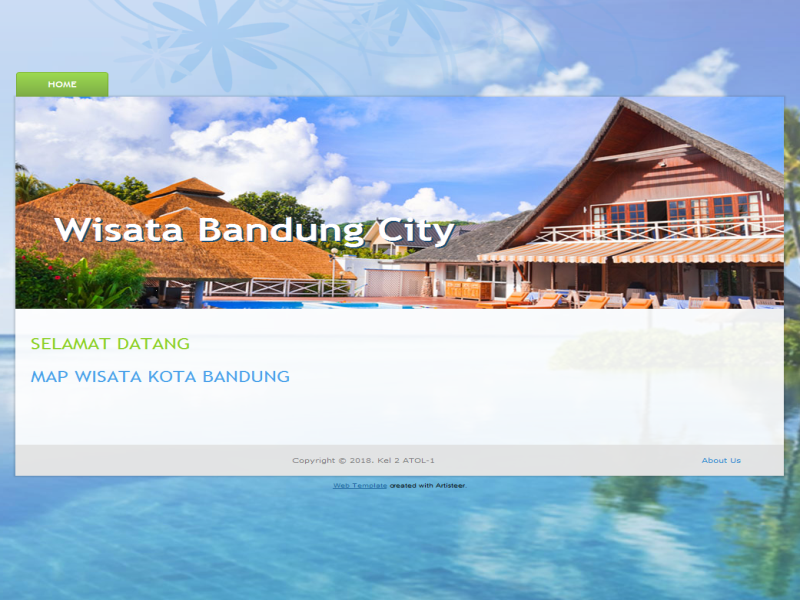 HOME
Wisata Bandung City
SELAMAT DATANG
MAP WISATA KOTA BANDUNG
Copyright © 2018. Kel 2 ATOL-1
About Us
Web Template created with Artisteer.